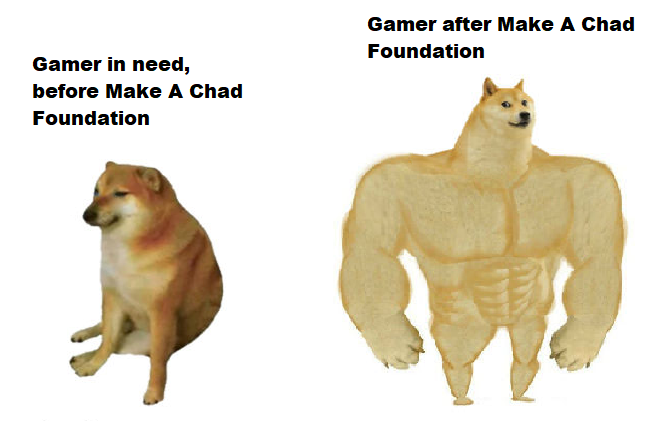 Gamer in need,
before Make A Chad
Foundation
Gamer after Make A Chad
Foundation